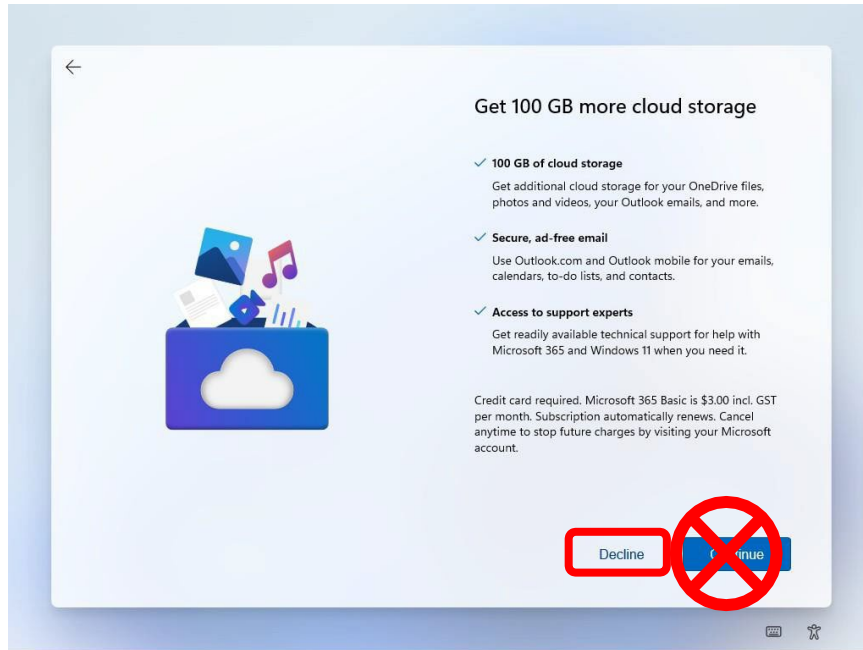 Get 100 GB more cloud storage
100 GB of cloud storage
Get additional cloud storage for your OneDrive files,
photos and videos, your Outlook emails, and more.
Secure, ad-free email
Use Outlook.com and Outlook mobile for your emails,
calendars, to-do lists, and contacts.
Access to support experts
Get readily available technical support for help with
Microsoft 365 and Windows 11 when you need it.
Credit card required. Microsoft 365 Basic is $3.00 incl. GST
per month. Subscription automatically renews. Cancel
anytime to stop future charges by visiting your Microsoft
account.
Decline